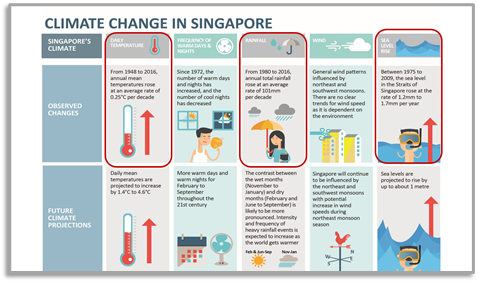 CLIMATE CHANGE IN SINGAPORE
SINGAPORE'S
CLIMATE
DAILY
TEMPERATURE
FREQUENCY OF
WARM DAYS &
NIGHTS
RAINFALL
WIND
SEA
LEVEL
RISE
OBSERVED
CHANGES
From 1948 to 2016,
annual mean
temperatures rose
at an average rate of
0.25°C per decade
Since 1972, the
number of warm days
and nights has
increased, and the
number of cool nights
has decreased
From 1980 to 2016,
annual total rainfall
rose at an average
rate of 101mm
per decade
General wind patterns
influenced by
northeast and
southwest monsoons.
There are no clear
trends for wind speed
as it is dependent on
the environment
Between 1975 to
2009, the sea level
in the Straits of
Singapore rose at the
rate of 1.2mm to
1.7mm per year
FUTURE
CLIMATE
PROJECTIONS
Daily mean
temperatures are
projected to increase
by 1.4°C to 4.6°C
More warm days and
warm nights for
February to
September
throughout the
21st century
The contrast between
the wet months
(November to
January) and dry
months (February and
June to September) is
likely to be more
pronounced. Intensity
and frequency of
heavy rainfall events is
expected to increase as
the world gets warmer
Feb & Jun-Sep
Nov-Jan
Singapore will continue
to be influenced by the
northeast and
southwest monsoons
with potential
increase in wind
speeds during
northeast monsoon
season
Sea levels are
projected to rise by
up to about 1 metre